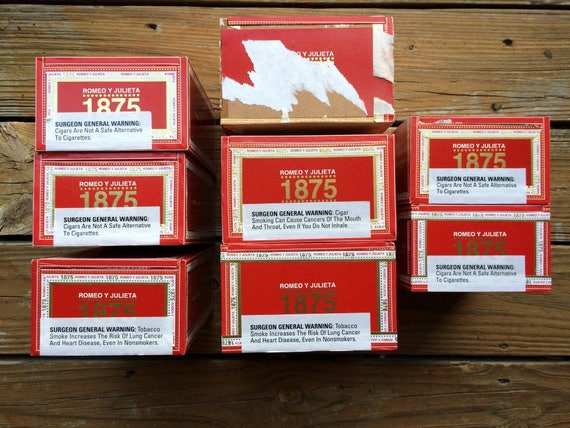 ROMEO Y JULIETA
1875
SURGEON GENERAL WARNING:
Cigars Are Not A Safe Alternative
To Cigarettes.
ROMEO Y JULIETA
1875
SURGEON GENERAL WARNING:
Cigars Are Not A Safe Alternative
To Cigarettes.
ROMEO Y JULIETA
1875
SURGEON GENERAL WARNING: Tobacco
Smoke Increases The Risk Of Lung Cancer
And Heart Disease, Even In Nonsmokers.
ROMEO Y JULIETA
ROMEO Y JULIETA
1875
SURGEON GENERAL WARNING: Cigar
Smoking Can Cause Cancers Of The Mouth
And Throat, Even If You Do Not Inhale.
ROMEO Y JULIETA
1875
SURGEON GENERAL WARNING: Tobacco
Smoke Increases The Risk Of Lung Cancer
And Heart Disease, Even In Nonsmokers.
ROMEO Y JULIETA
1875
SURGEON GENERAL WARNING:
Cigars Are Not A Safe Alternative
To Cigarettes.
ROMEO Y JULIETA
1875
SURGEON GENERAL WARNING:
Cigars Are Not A Safe Alternative
To Cigarettes.